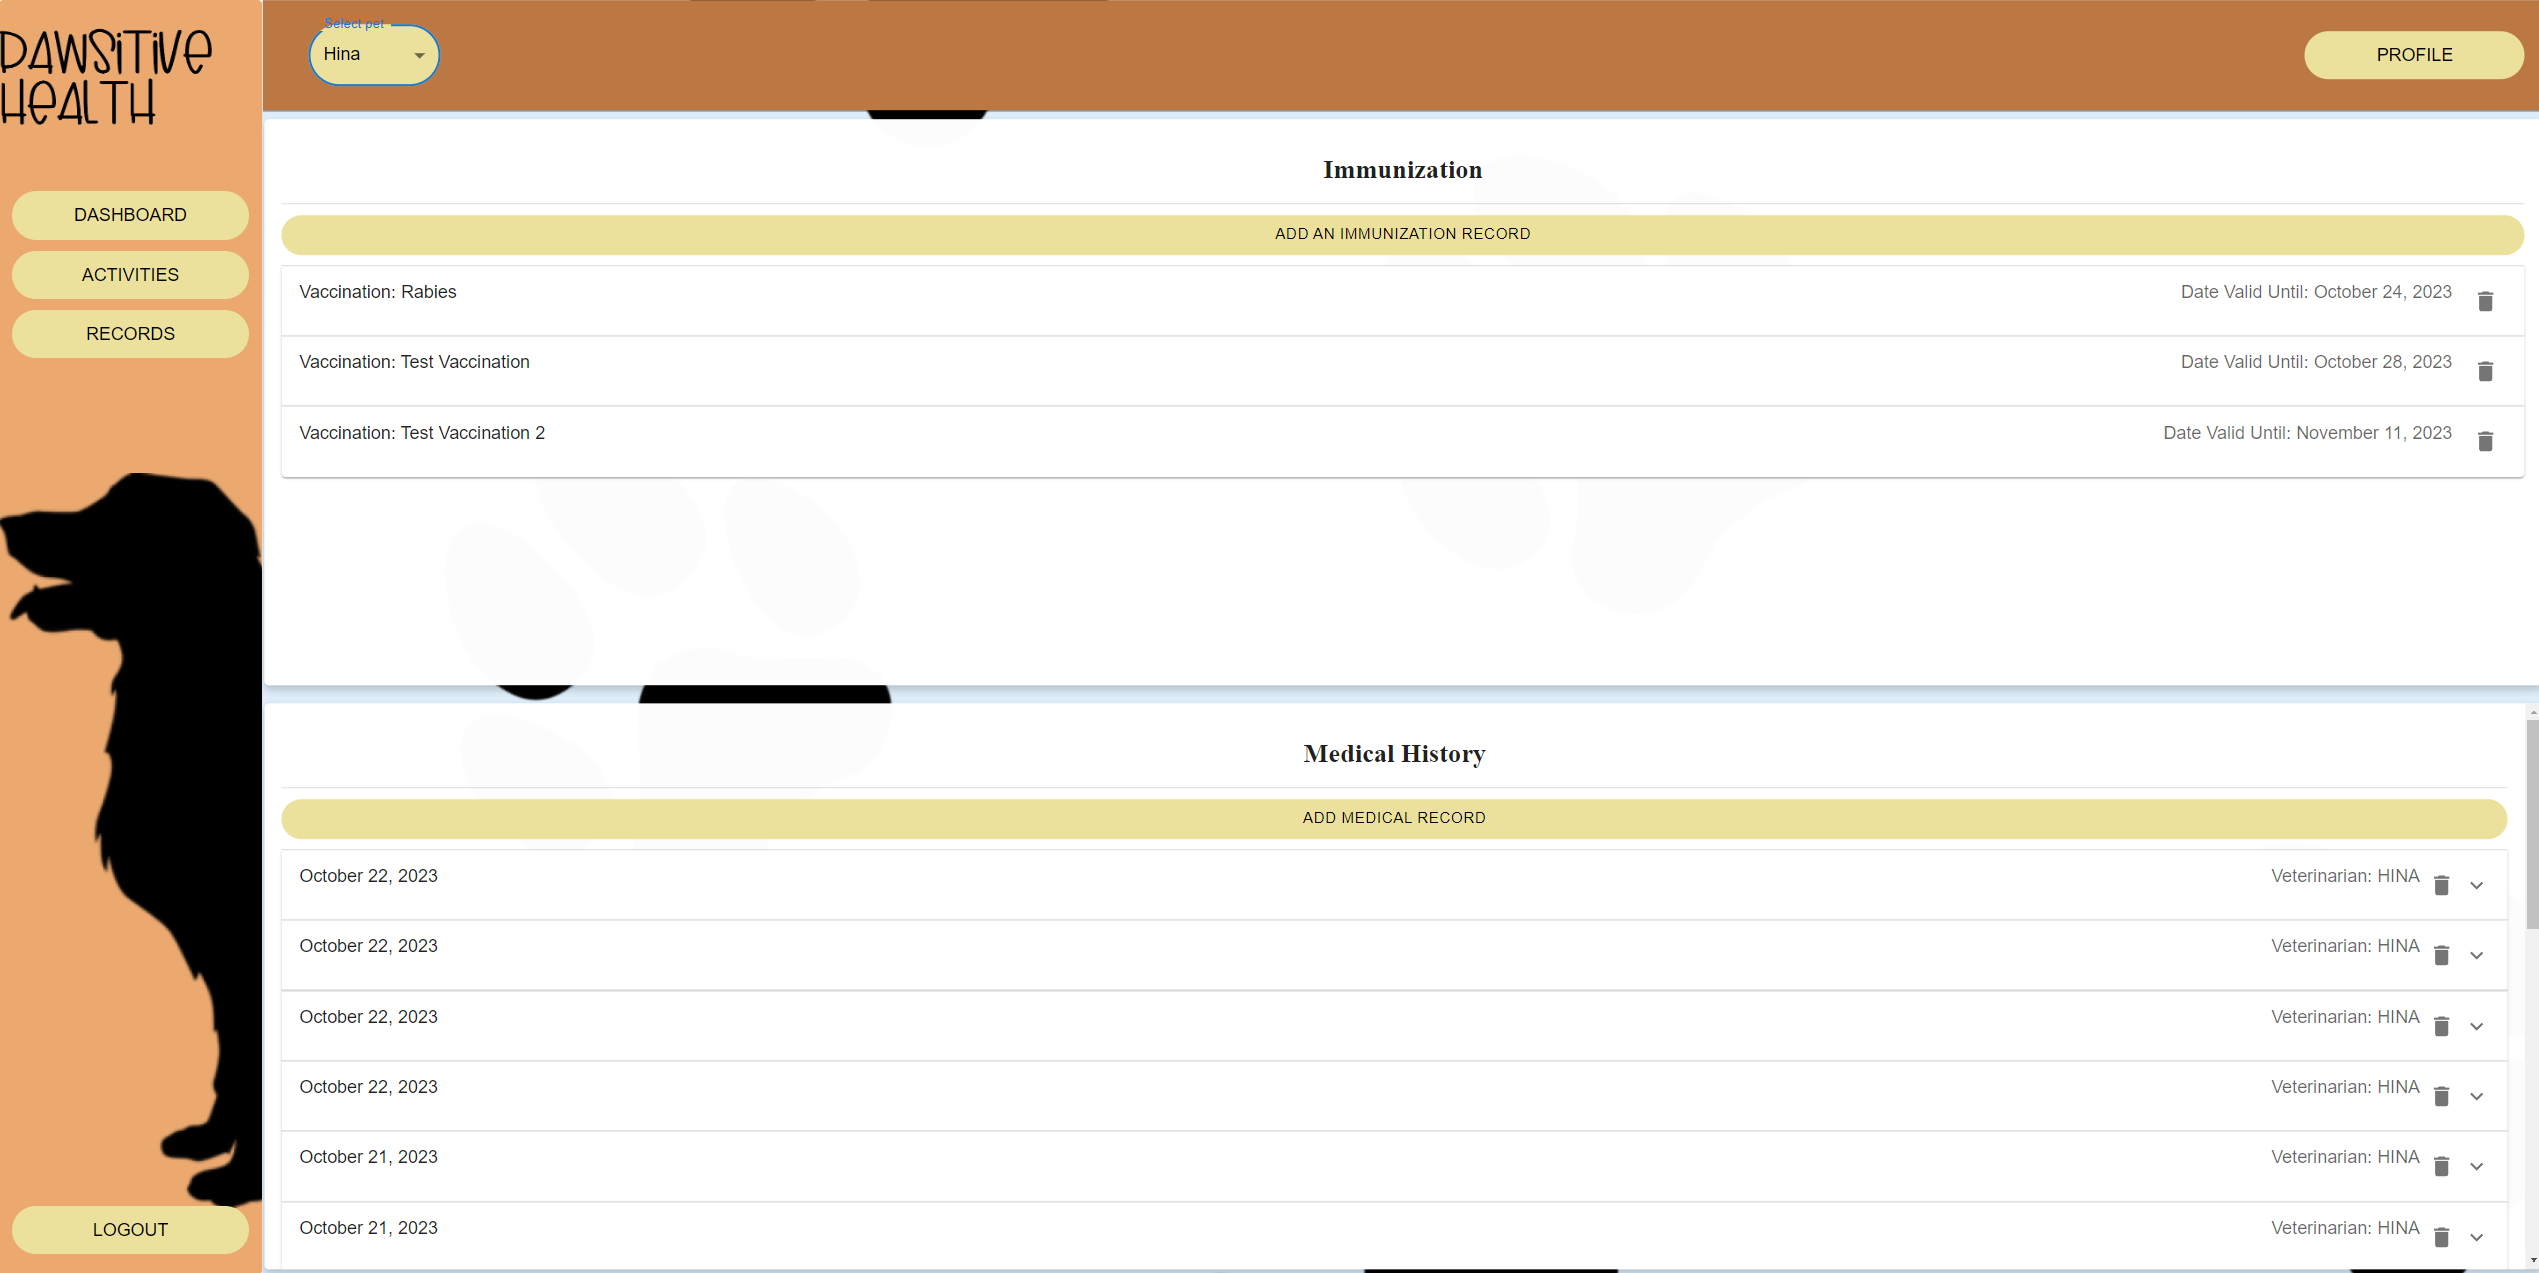 PAWSITIVE
HEALTH
Select pet
Hina
PROFILE
DASHBOARD
ACTIVITIES
RECORDS
LOGOUT
Immunization
ADD AN IMMUNIZATION RECORD
Vaccination: Rabies Date Valid Until: October 24, 2023
Vaccination: Test Vaccination Date Valid Until: October 28, 2023
Vaccination: Test Vaccination 2 Date Valid Until: November 11, 2023
Medical History
ADD MEDICAL RECORD
October 22, 2023 Veterinarian: HINA
October 22, 2023 Veterinarian: HINA
October 22, 2023 Veterinarian: HINA
October 22, 2023 Veterinarian: HINA
October 21, 2023 Veterinarian: HINA
October 21, 2023 Veterinarian: HINA